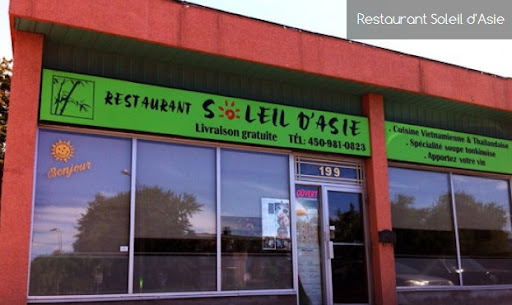 Restaurant Soleil d'Asie
RESTAURANT SOLEIL D'ASIE
Livraison gratuite TÉL: 450-981-0823
. Cuisine Vietnamienne & Thaïlandaise
. Spécialité soupe tonkinoise
. Apportez votre vin
199
Bonjour
OUVERT